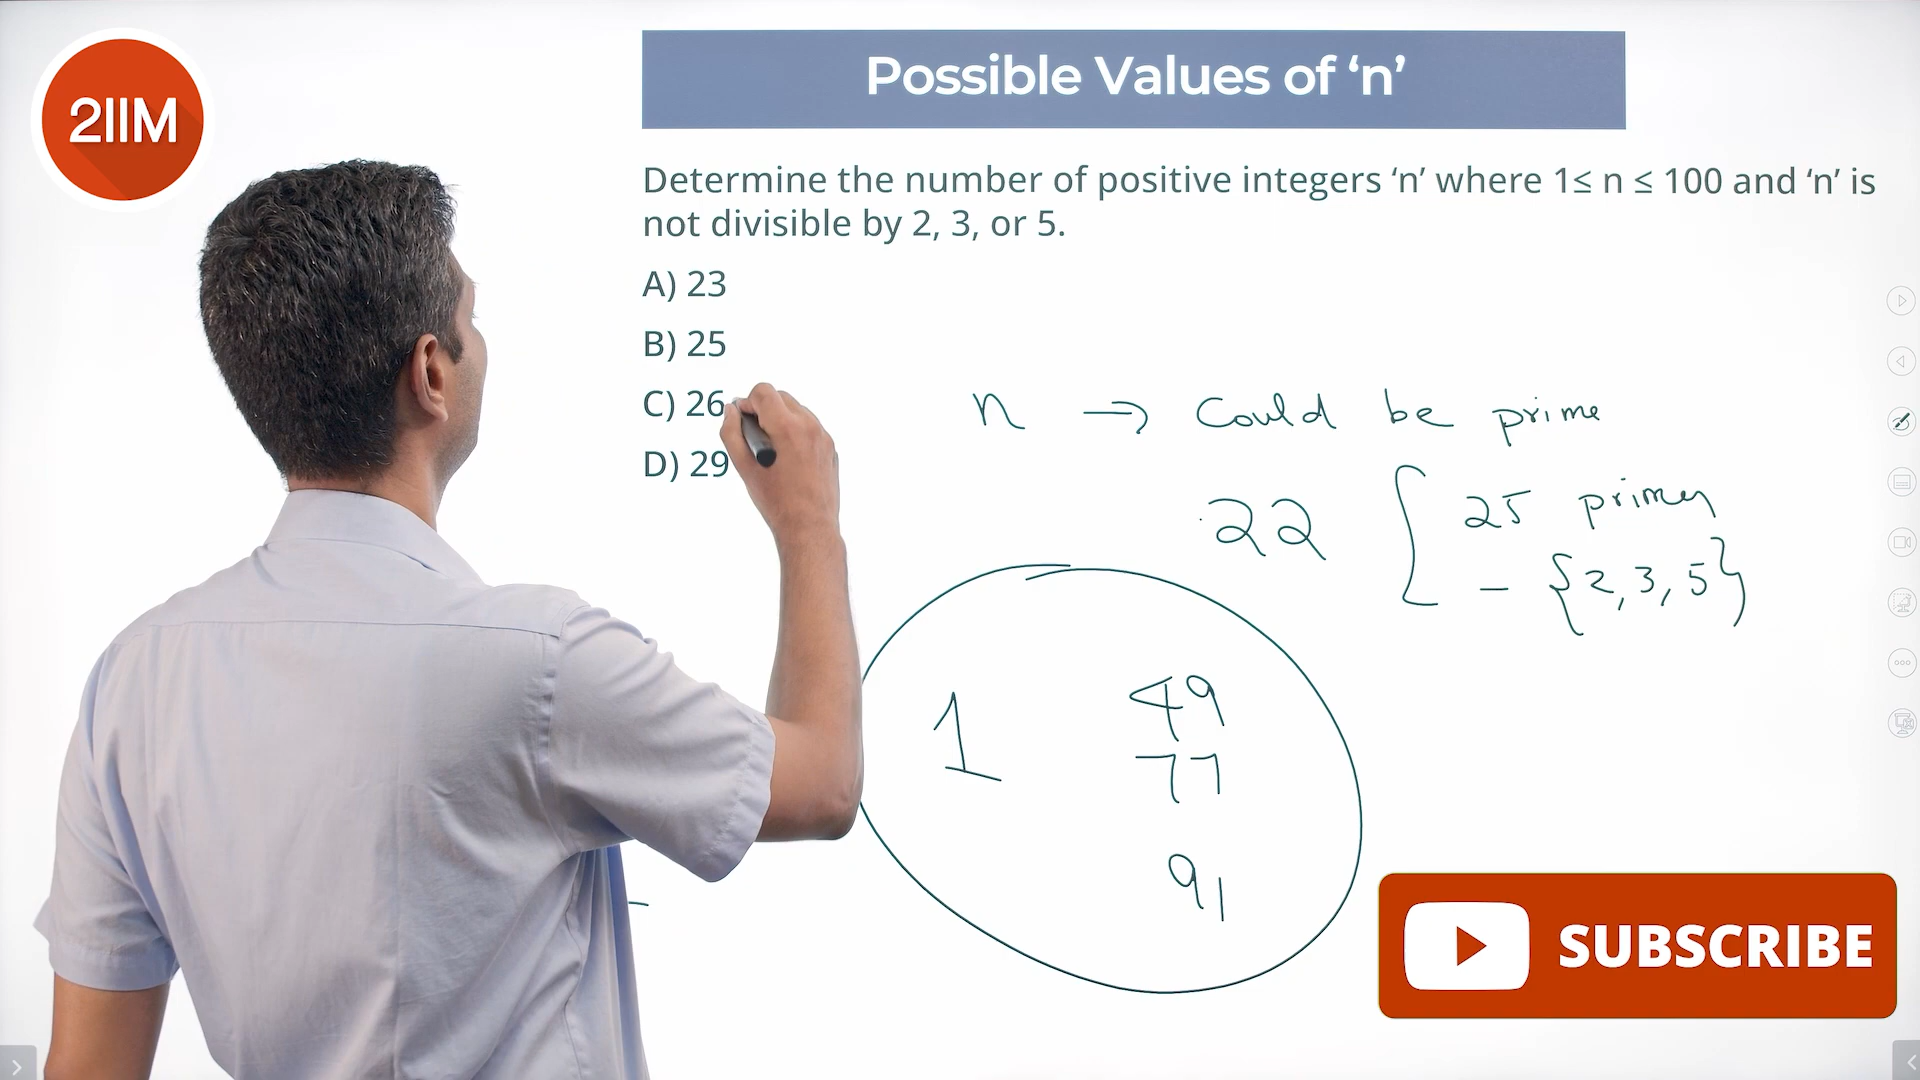 2IIM
Possible Values of ‘n’
Determine the number of positive integers ‘n’ where 1≤ n ≤ 100 and ‘n’ is
not divisible by 2, 3, or 5.
A) 23
B) 25
C) 26
D) 29
n → Could be prime
22 [ 25 primes
- {2, 3, 5}
1 49
77
91
SUBSCRIBE